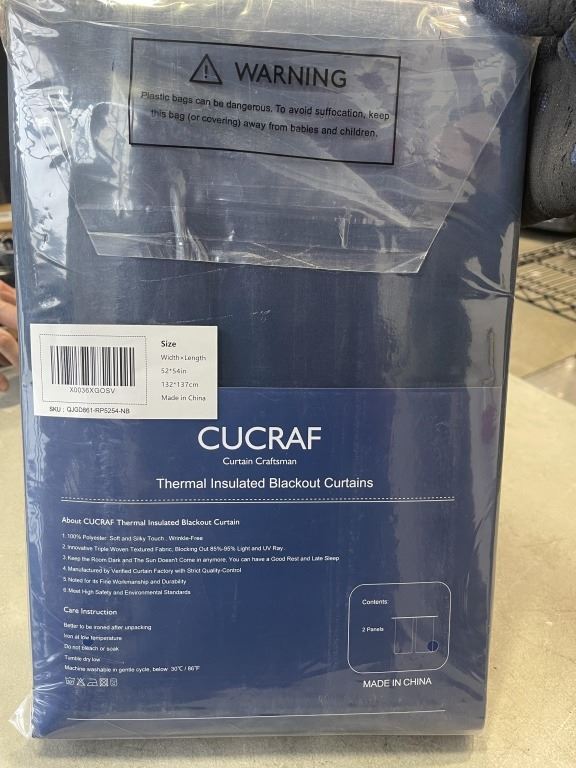 WARNING
Plastic bags can be dangerous. To avoid suffocation, keep
this bag (or covering) away from babies and children.
Size
Width×Length
52*54in
132*137cm
Made in China
X0036XGOSV
SKU : QJGD861-RP5254-NB
CUCRAF
Curtain Craftsman
Thermal Insulated Blackout Curtains
About CUCRAF Thermal Insulated Blackout Curtain
1. 100% Polyester. Soft and Silky Touch , Wrinkle-Free
2. Innovative Triple Woven Textured Fabric, Blocking Out 85%-95% Light and UV Ray.
3. Keep the Room Dark and The Sun Doesn't Come in anymore, You can have a Good Rest and Late Sleep
4. Manufactured by Verified Curtain Factory with Strict Quality-Control
5. Noted for its Fine Workmanship and Durability
6. Meet High Safety and Environmental Standards
Care Instruction
Better to be ironed after unpacking
Iron at low temperature
Do not bleach or soak
Tumble dry low
Machine washable in gentle cycle, below 30℃ / 86℉
Contents:
2 Panels
MADE IN CHINA